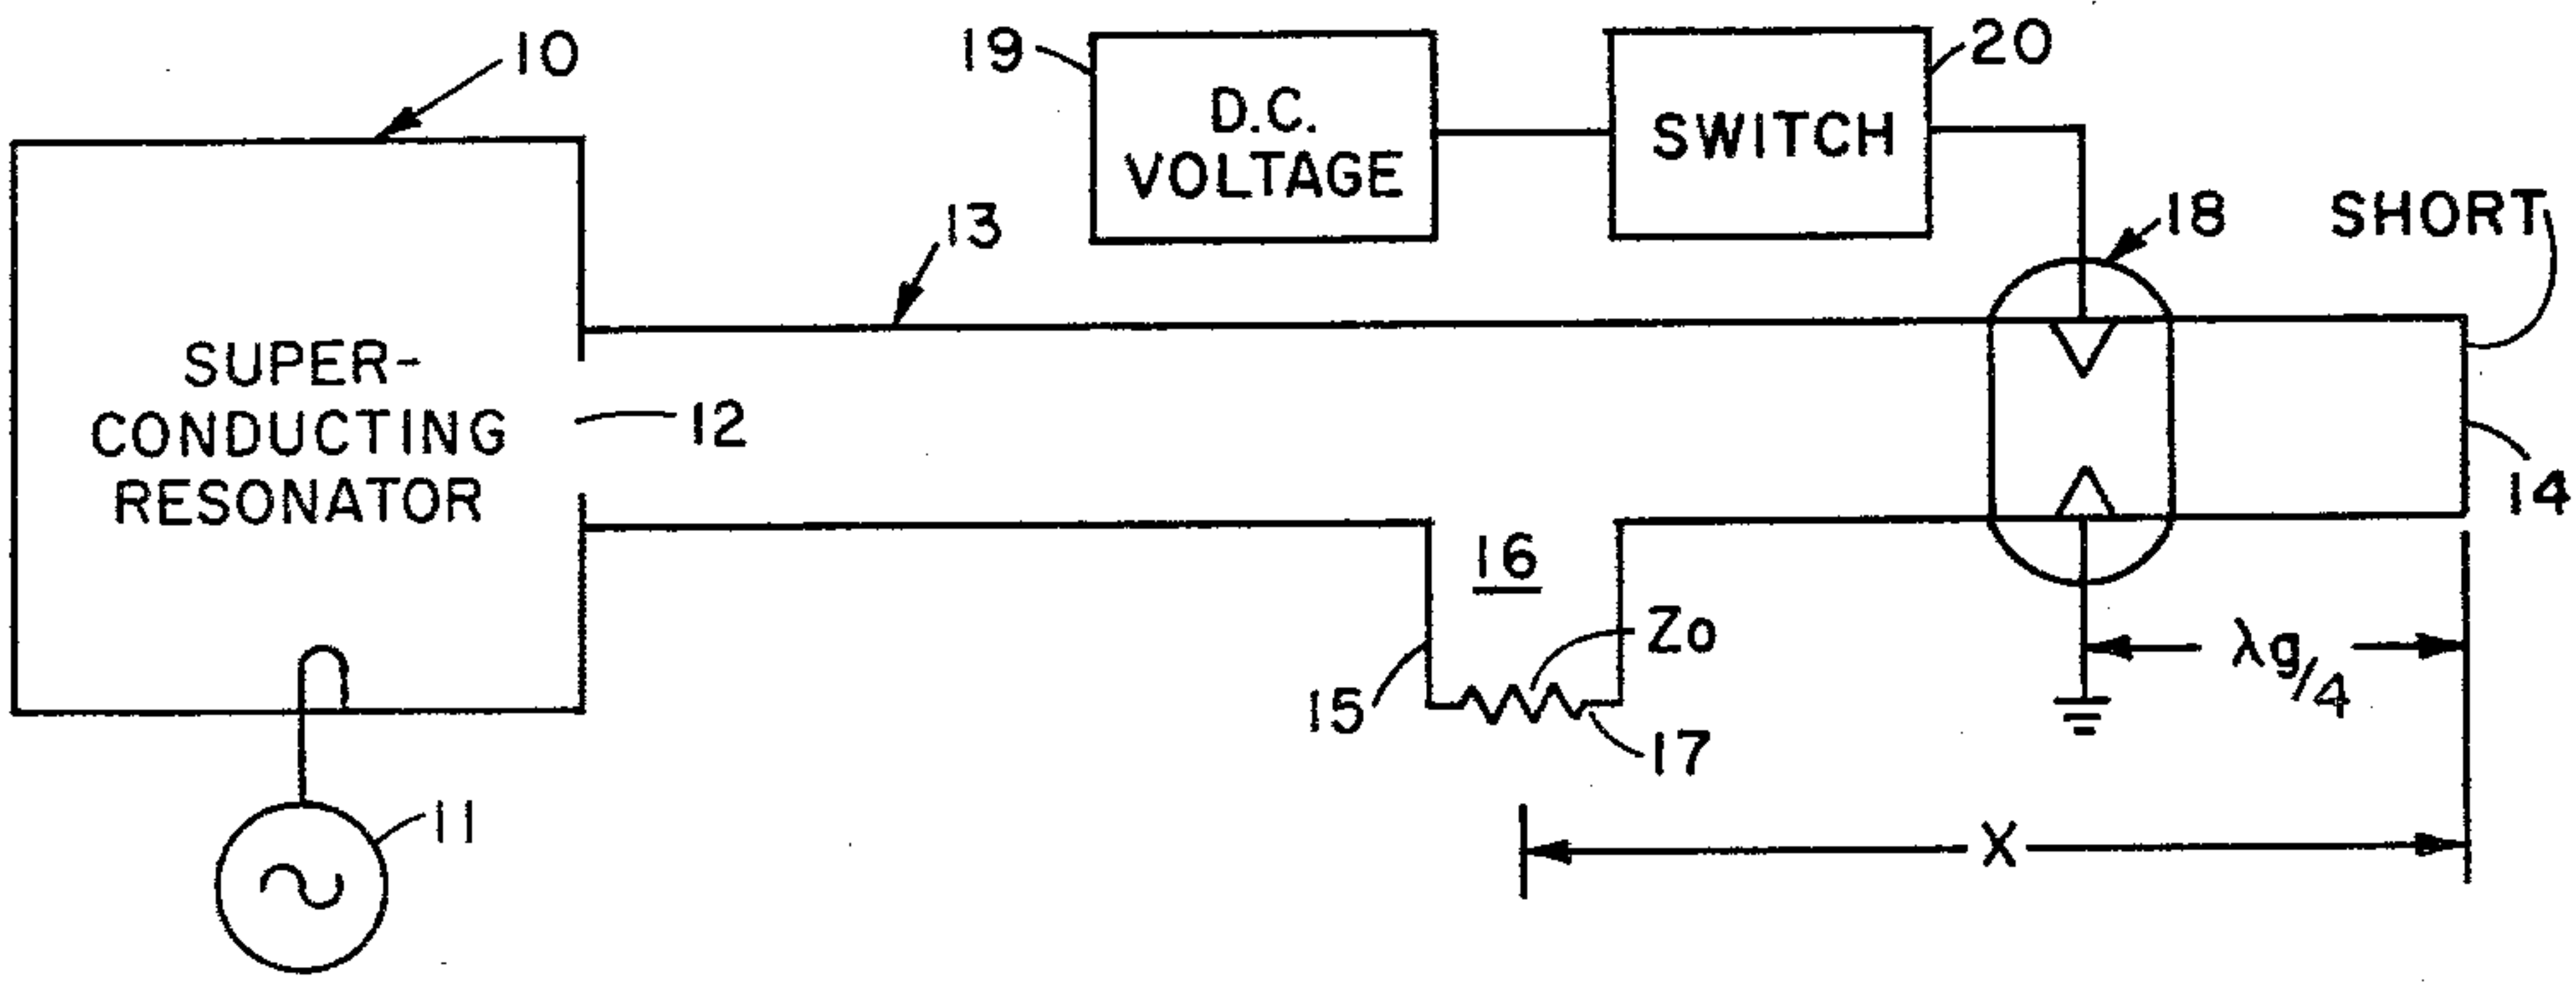 10
19
D.C.
VOLTAGE
20
SWITCH
13
18
SHORT
SUPER-
CONDUCTING
RESONATOR
12
14
16
Zo
λg/4
15
17
11
X